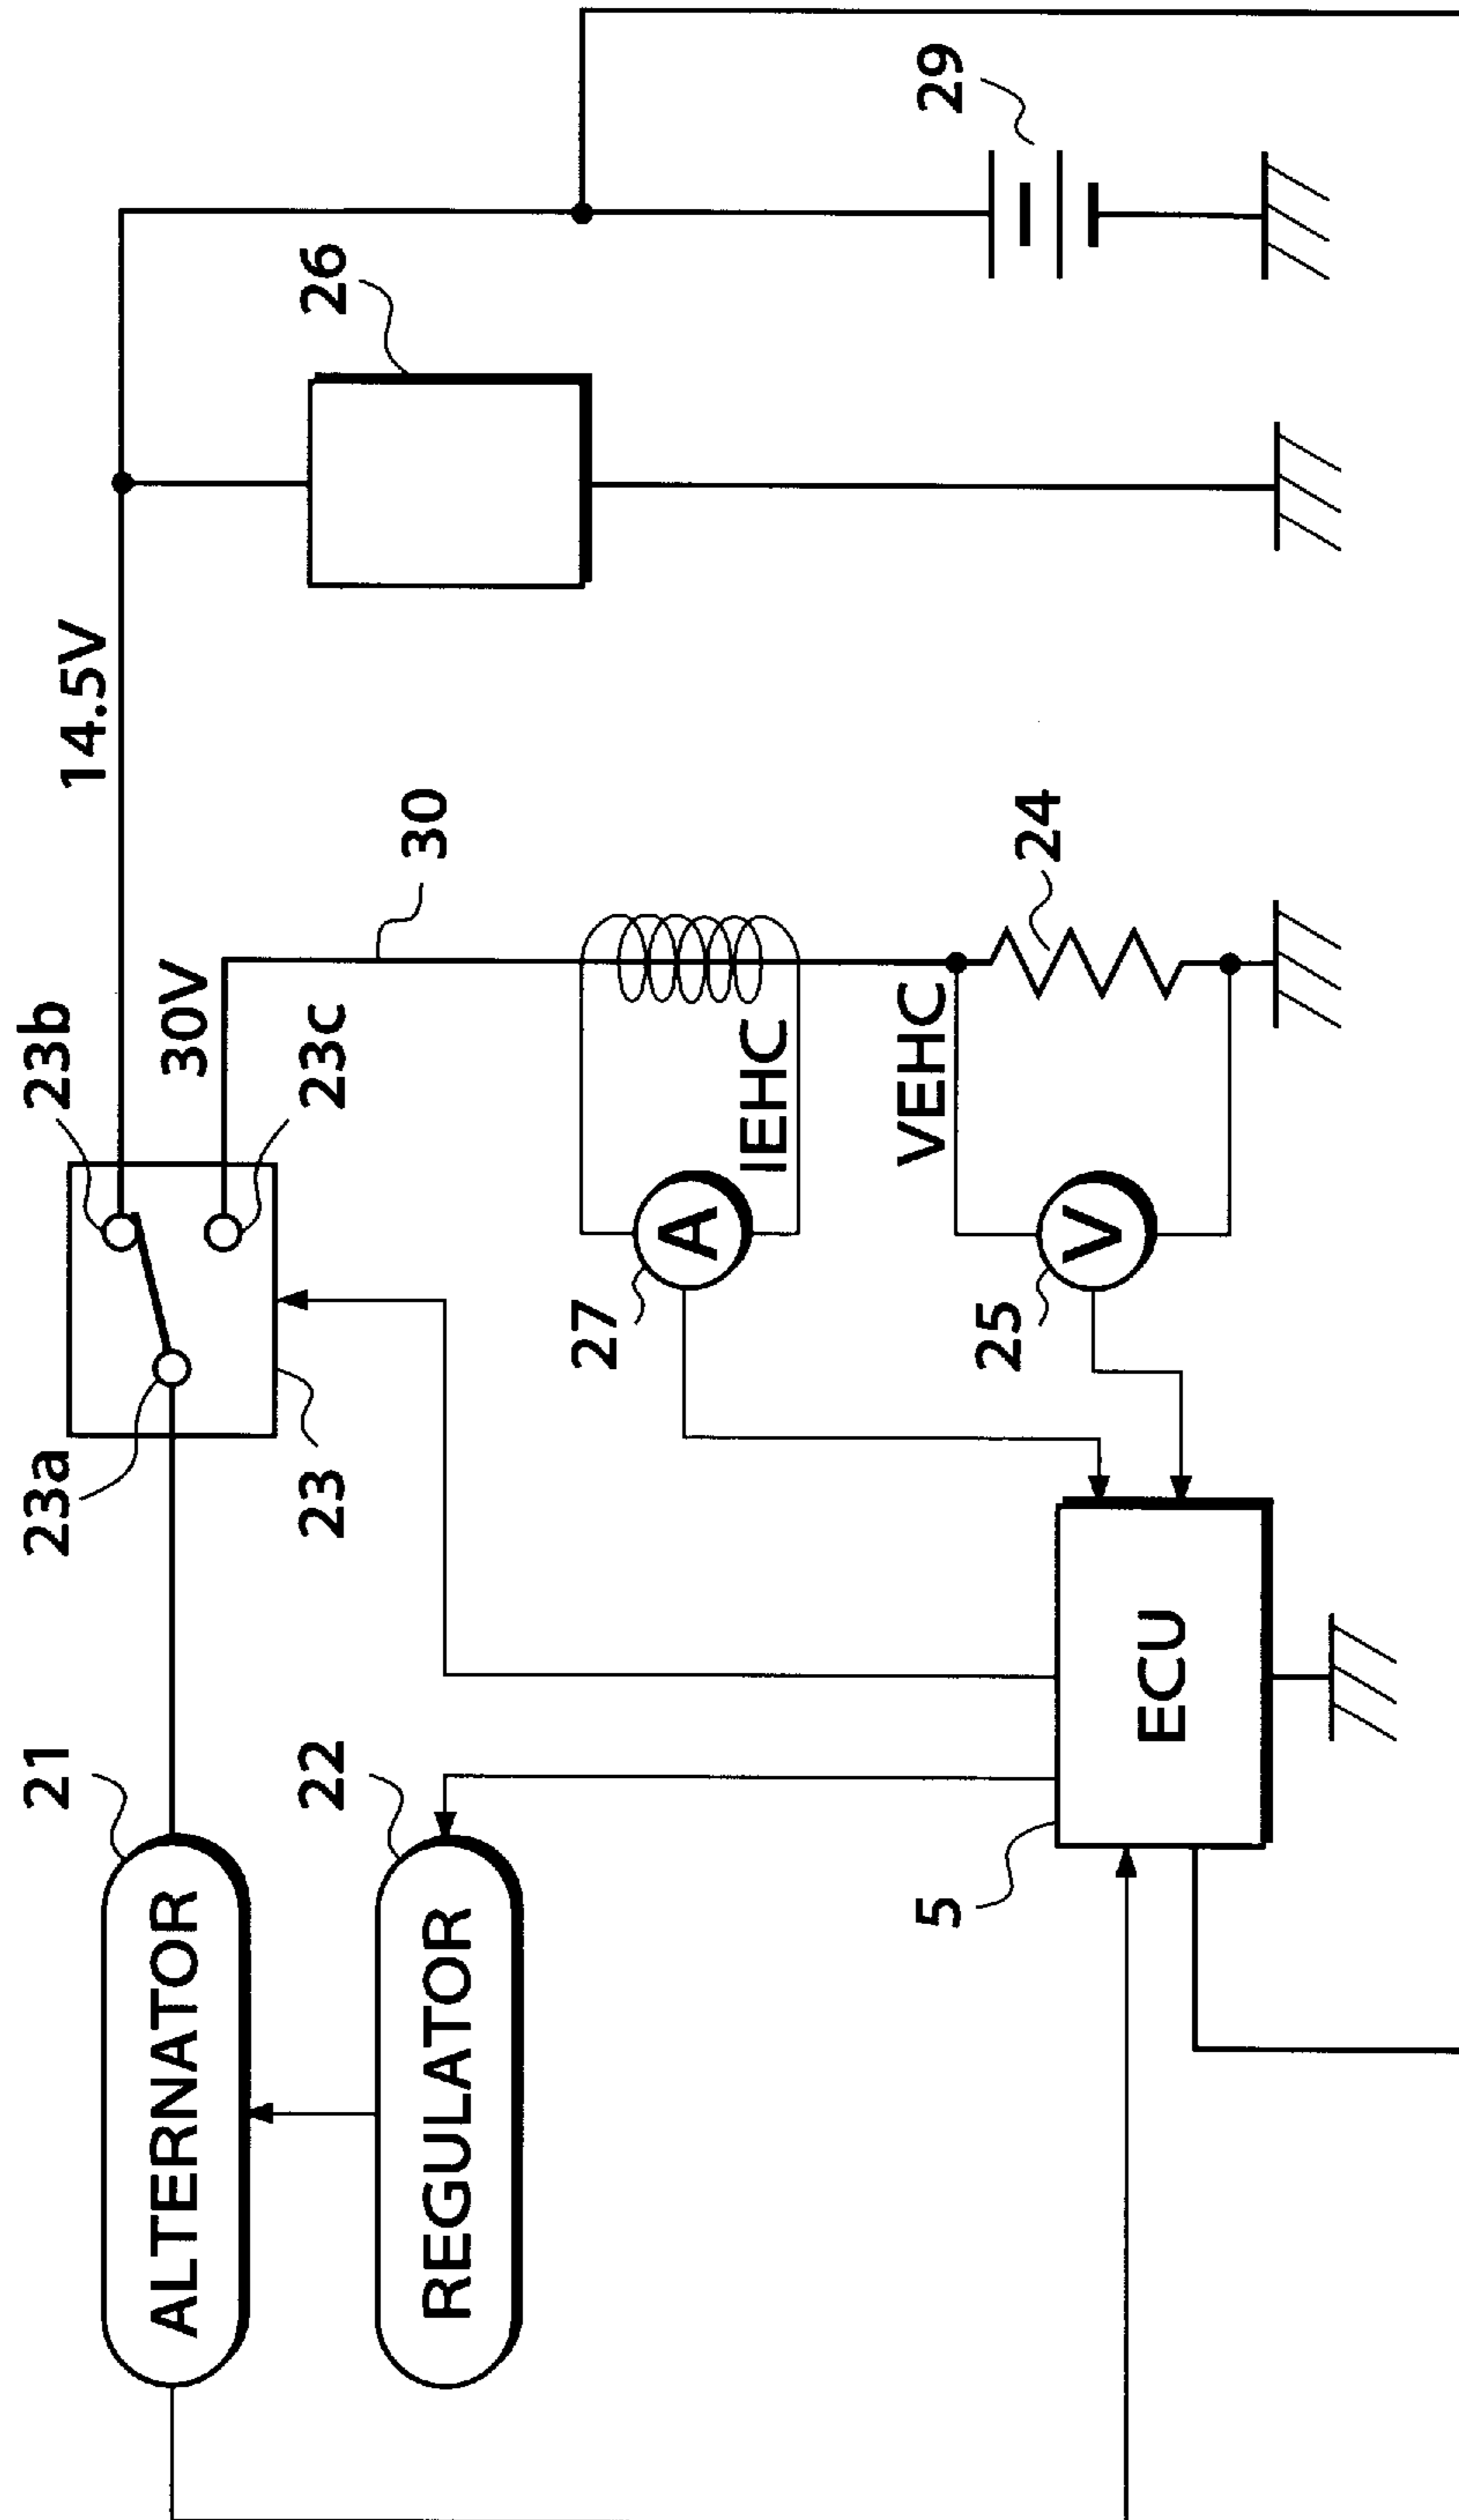 21
ALTERNATOR
23a
23b
14.5V
30V
23c
23
22
REGULATOR
30
26
27
A
IEHC
VEHC
25
V
24
29
5
ECU